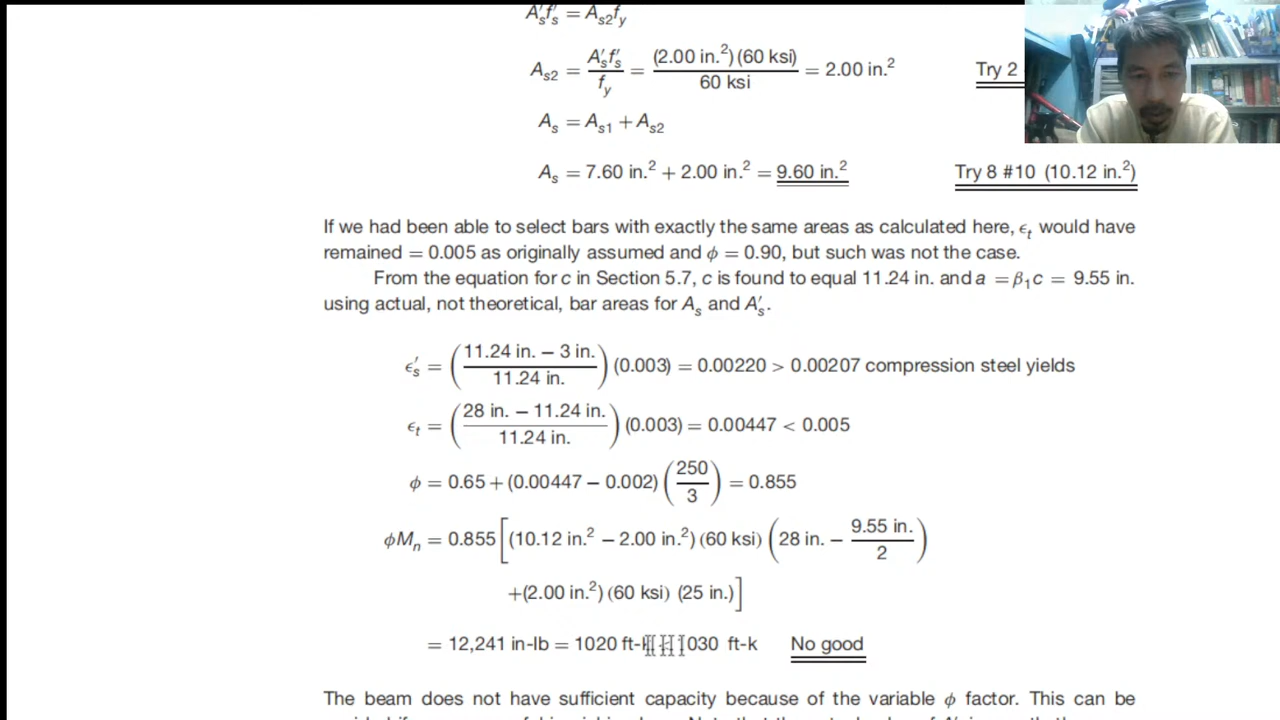 A′s f′s = As2 fy
As2 = A′s f′s / fy = (2.00 in.²) (60 ksi) / 60 ksi = 2.00 in.² Try 2
As = As1 + As2
As = 7.60 in.² + 2.00 in.² = 9.60 in.² Try 8 #10 (10.12 in.²)
If we had been able to select bars with exactly the same areas as calculated here, ϵt would have
remained = 0.005 as originally assumed and ϕ = 0.90, but such was not the case.
From the equation for c in Section 5.7, c is found to equal 11.24 in. and a = β1c = 9.55 in.
using actual, not theoretical, bar areas for As and A′s.
ϵ′s = (11.24 in. − 3 in. / 11.24 in.) (0.003) = 0.00220 > 0.00207 compression steel yields
ϵt = (28 in. − 11.24 in. / 11.24 in.) (0.003) = 0.00447 < 0.005
ϕ = 0.65 + (0.00447 − 0.002) (250 / 3) = 0.855
ϕMn = 0.855 [(10.12 in.² − 2.00 in.²) (60 ksi) (28 in. − 9.55 in. / 2)
+(2.00 in.²) (60 ksi) (25 in.)]
= 12,241 in-lb = 1020 ft- 030 ft-k No good
The beam does not have sufficient capacity because of the variable ϕ factor. This can be